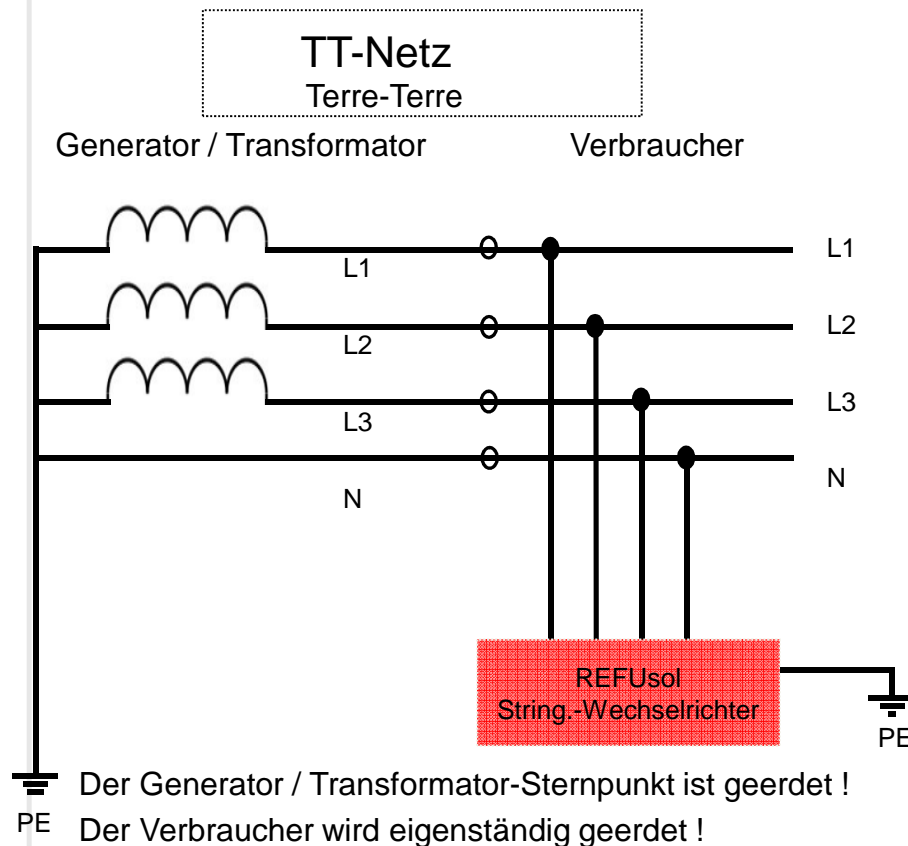 TT-Netz
Terre-Terre
Generator / Transformator
Verbraucher
L1
L1
L2
L2
L3
L3
N
N
REFUsol
String.-Wechselrichter
PE
Der Generator / Transformator-Sternpunkt ist geerdet !
PE
Der Verbraucher wird eigenständig geerdet !